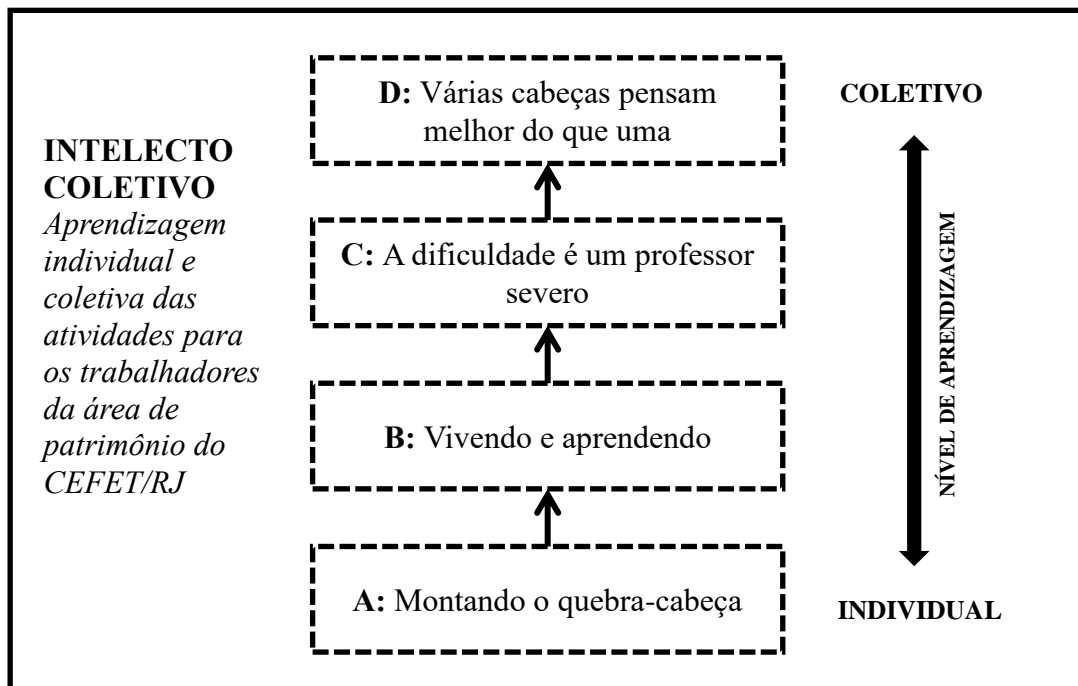 INTELECTO
COLETIVO
Aprendizagem
individual e
coletiva das
atividades para
os trabalhadores
da área de
patrimônio do
CEFET/RJ
D: Várias cabeças pensam
melhor do que uma
C: A dificuldade é um professor
severo
B: Vivendo e aprendendo
A: Montando o quebra-cabeça
COLETIVO
NÍVEL DE APRENDIZAGEM
INDIVIDUAL